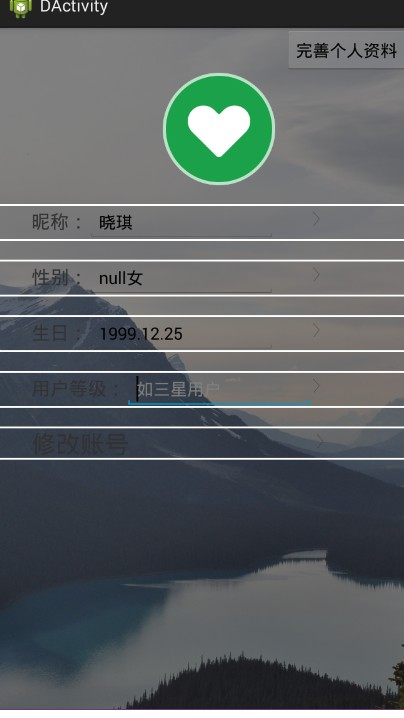 DActivity
完善个人资料
昵称： 晓琪
性别： null女
生日： 1999.12.25
用户等级： 如三星用户
修改账号